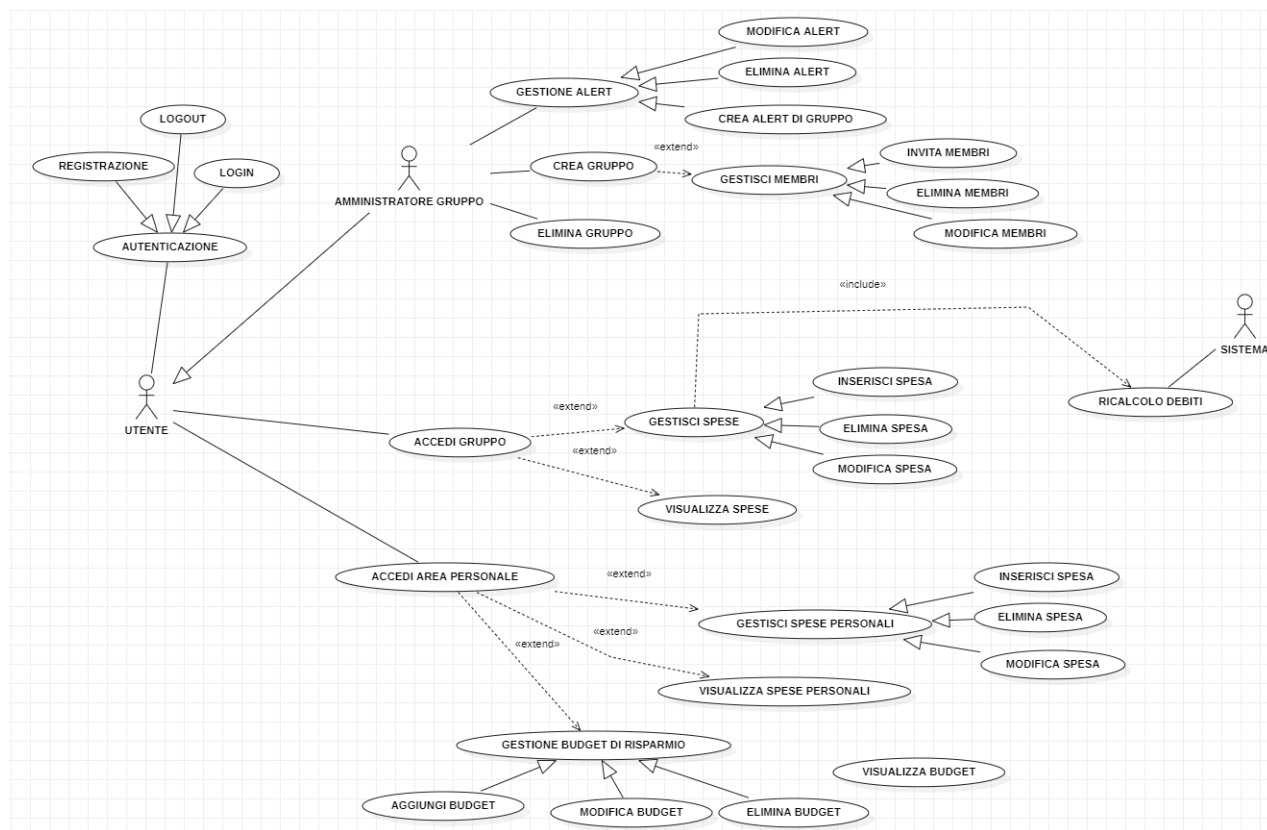 MODIFICA ALERT
ELIMINA ALERT
GESTIONE ALERT
CREA ALERT DI GRUPPO
LOGOUT
REGISTRAZIONE
LOGIN
AUTENTICAZIONE
AMMINISTRATORE GRUPPO
CREA GRUPPO
«extend»
GESTISCI MEMBRI
INVITA MEMBRI
ELIMINA MEMBRI
MODIFICA MEMBRI
ELIMINA GRUPPO
«include»
SISTEMA
RICALCOLO DEBITI
UTENTE
ACCEDI GRUPPO
«extend»
GESTISCI SPESE
INSERISCI SPESA
ELIMINA SPESA
MODIFICA SPESA
«extend»
VISUALIZZA SPESE
ACCEDI AREA PERSONALE
«extend»
GESTISCI SPESE PERSONALI
INSERISCI SPESA
ELIMINA SPESA
MODIFICA SPESA
«extend»
VISUALIZZA SPESE PERSONALI
«extend»
GESTIONE BUDGET DI RISPARMIO
VISUALIZZA BUDGET
AGGIUNGI BUDGET
MODIFICA BUDGET
ELIMINA BUDGET